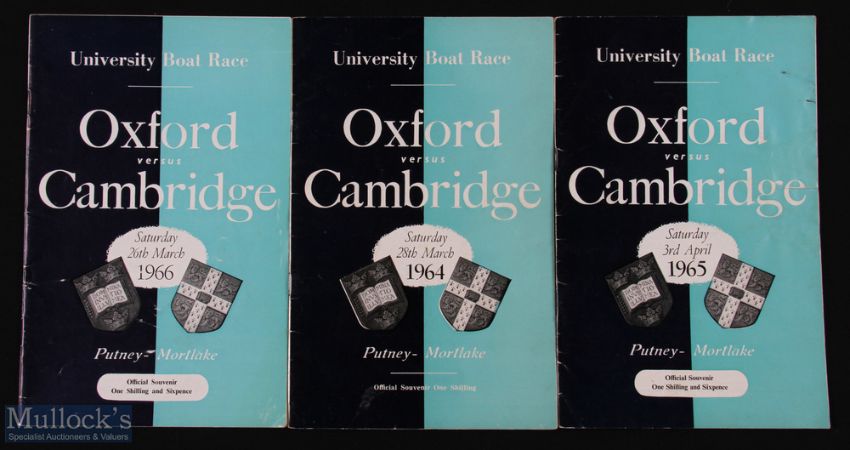 University Boat Race
Oxford
versus
Cambridge
Saturday
26th March
1966
Putney - Mortlake
Official Souvenir
One Shilling and Sixpence
University Boat Race
Oxford
versus
Cambridge
Saturday
28th March
1964
Putney - Mortlake
Official Souvenir One Shilling
University Boat Race
Oxford
versus
Cambridge
Saturday
3rd April
1965
Putney - Mortlake
Official Souvenir
One Shilling and Sixpence
Mullock's
Specialist Auctioneers & Valuers